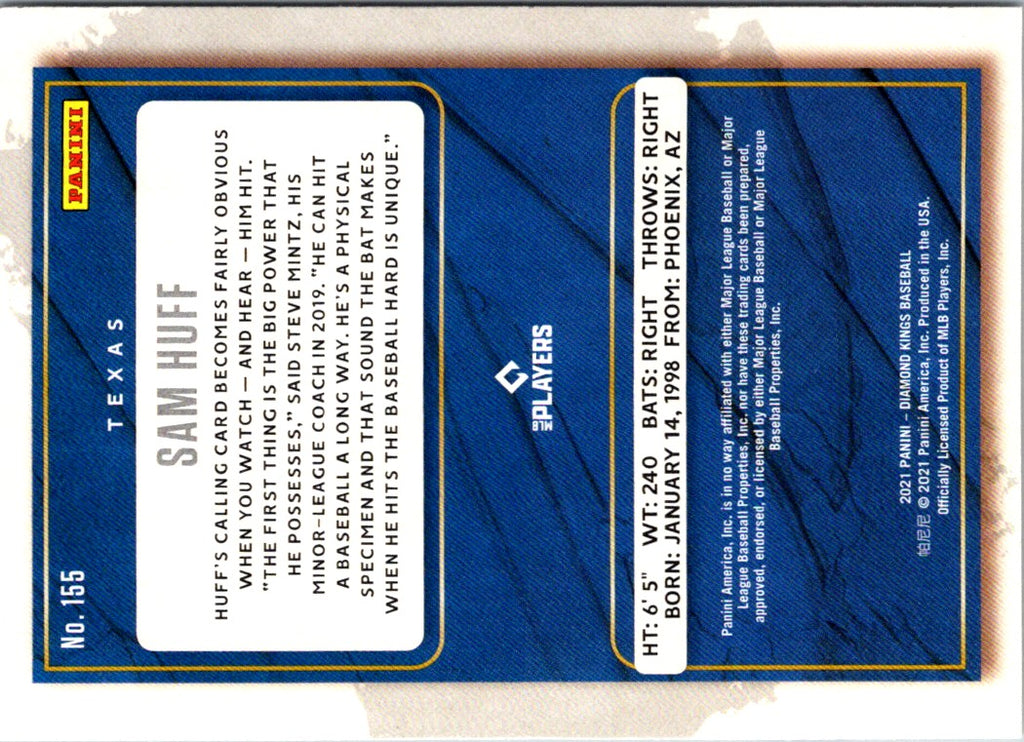 No. 155
PANINI
TEXAS
SAM HUFF
HUFF'S CALLING CARD BECOMES FAIRLY OBVIOUS
WHEN YOU WATCH – AND HEAR – HIM HIT.
"THE FIRST THING IS THE BIG POWER THAT
HE POSSESSES," SAID STEVE MINTZ, HIS
MINOR-LEAGUE COACH IN 2019. "HE CAN HIT
A BASEBALL A LONG WAY. HE'S A PHYSICAL
SPECIMEN AND THAT SOUND THE BAT MAKES
WHEN HE HITS THE BASEBALL HARD IS UNIQUE."
MLB PLAYERS
HT: 6' 5" WT: 240 BATS: RIGHT THROWS: RIGHT
BORN: JANUARY 14, 1998 FROM: PHOENIX, AZ
Panini America, Inc. is in no way affiliated with either Major League Baseball or Major
League Baseball Properties, Inc. nor have these trading cards been prepared,
approved, endorsed, or licensed by either Major League Baseball or Major League
Baseball Properties, Inc.
2021 PANINI – DIAMOND KINGS BASEBALL
帕尼尼 © 2021 Panini America, Inc. Produced in the USA.
Officially Licensed Product of MLB Players, Inc.